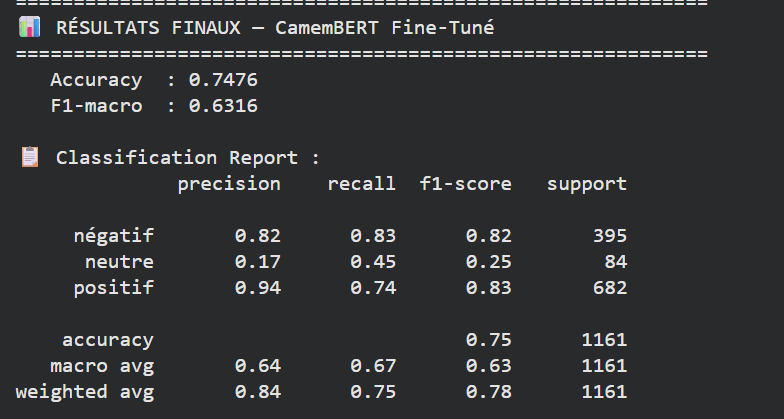 ============================================================
📊 RÉSULTATS FINAUX — CamemBERT Fine-Tuné
============================================================
Accuracy : 0.7476
F1-macro : 0.6316
📋 Classification Report :
precision recall f1-score support
négatif 0.82 0.83 0.82 395
neutre 0.17 0.45 0.25 84
positif 0.94 0.74 0.83 682
accuracy 0.75 1161
macro avg 0.64 0.67 0.63 1161
weighted avg 0.84 0.75 0.78 1161